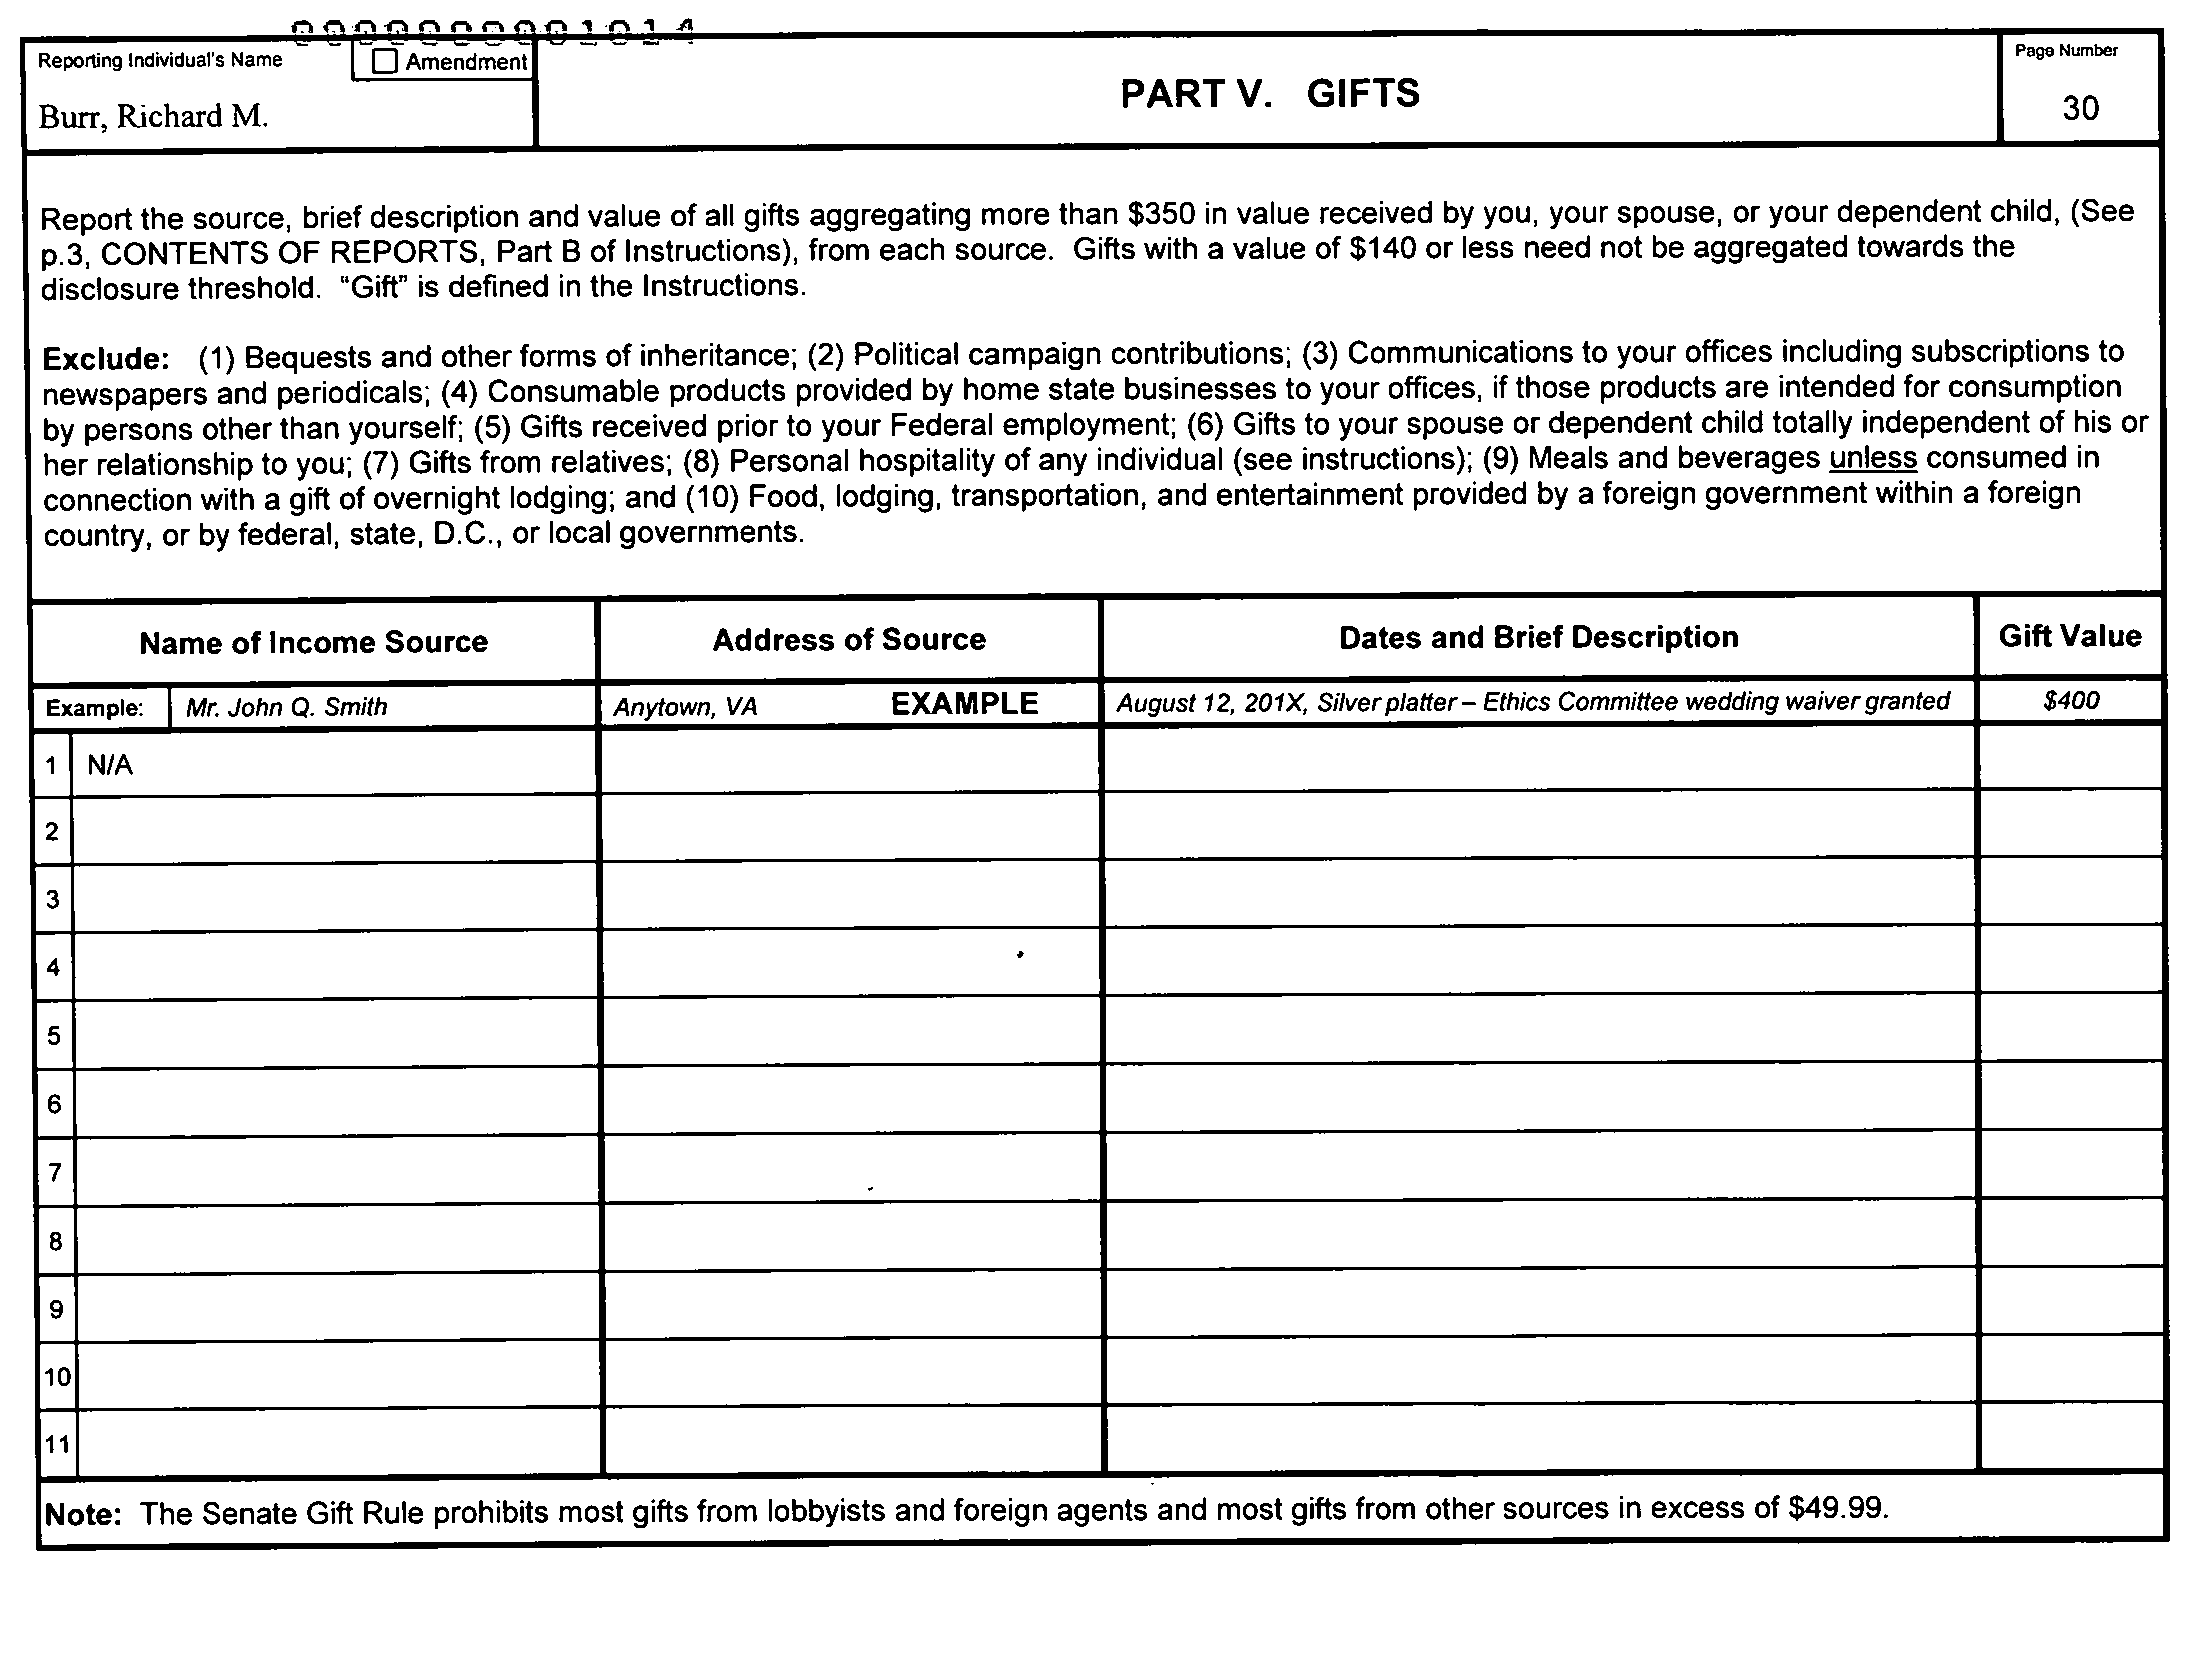 000000001014
Reporting Individual's Name
☐ Amendment
Burr, Richard M.
PART V.   GIFTS
Page Number
30
Report the source, brief description and value of all gifts aggregating more than $350 in value received by you, your spouse, or your dependent child, (See
p.3, CONTENTS OF REPORTS, Part B of Instructions), from each source.  Gifts with a value of $140 or less need not be aggregated towards the
disclosure threshold.  “Gift” is defined in the Instructions.
Exclude:   (1) Bequests and other forms of inheritance; (2) Political campaign contributions; (3) Communications to your offices including subscriptions to
newspapers and periodicals; (4) Consumable products provided by home state businesses to your offices, if those products are intended for consumption
by persons other than yourself; (5) Gifts received prior to your Federal employment; (6) Gifts to your spouse or dependent child totally independent of his or
her relationship to you; (7) Gifts from relatives; (8) Personal hospitality of any individual (see instructions); (9) Meals and beverages unless consumed in
connection with a gift of overnight lodging; and (10) Food, lodging, transportation, and entertainment provided by a foreign government within a foreign
country, or by federal, state, D.C., or local governments.
Name of Income Source   Address of Source   Dates and Brief Description   Gift Value
Example:   Mr. John Q. Smith   Anytown, VA   EXAMPLE   August 12, 201X, Silver platter – Ethics Committee wedding waiver granted   $400
1   N/A
2
3
4
5
6
7
8
9
10
11
Note:  The Senate Gift Rule prohibits most gifts from lobbyists and foreign agents and most gifts from other sources in excess of $49.99.